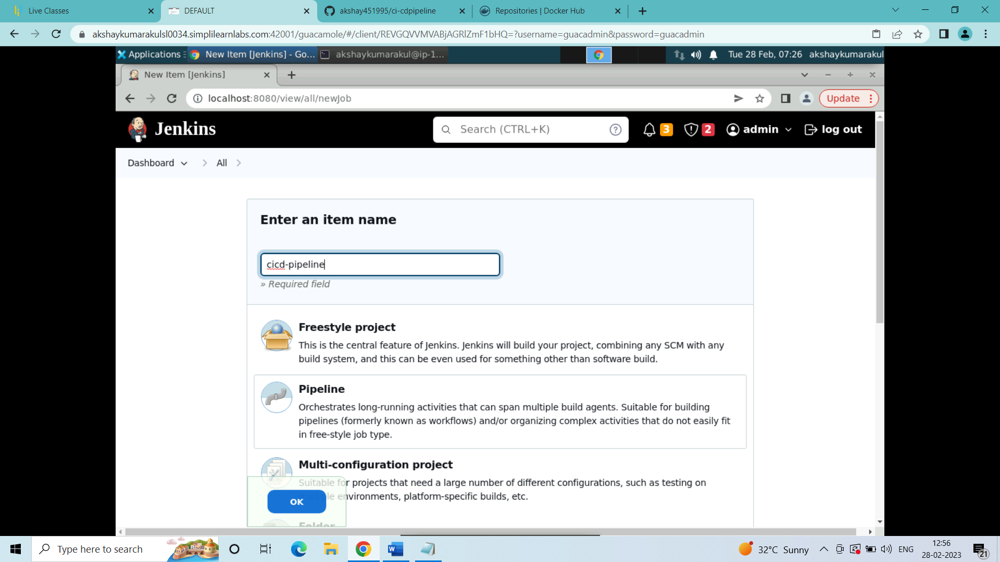 Live Classes
DEFAULT
akshay451995/ci-cdpipeline
Repositories | Docker Hub
akshaykumarakulsl0034.simplilearnlabs.com:42001/guacamole/#/client/REVGQVVMVABjAGRlZmF1bHQ=?username=guacadmin&password=guacadmin
Applications
New Item [Jenkins] - Go...
akshaykumarakul@ip-1...
Tue 28 Feb, 07:26
akshaykumarakul
New Item [Jenkins]
localhost:8080/view/all/newJob
Update
Jenkins
Search (CTRL+K)
3
2
admin
log out
Dashboard
All
Enter an item name
cicd-pipeline
» Required field
Freestyle project
This is the central feature of Jenkins. Jenkins will build your project, combining any SCM with any
build system, and this can be even used for something other than software build.
Pipeline
Orchestrates long-running activities that can span multiple build agents. Suitable for building
pipelines (formerly known as workflows) and/or organizing complex activities that do not easily fit
in free-style job type.
Multi-configuration project
Suitable for projects that need a large number of different configurations, such as testing on
multiple environments, platform-specific builds, etc.
OK
Folder
Type here to search
32°C Sunny
ENG
12:56
28-02-2023
21